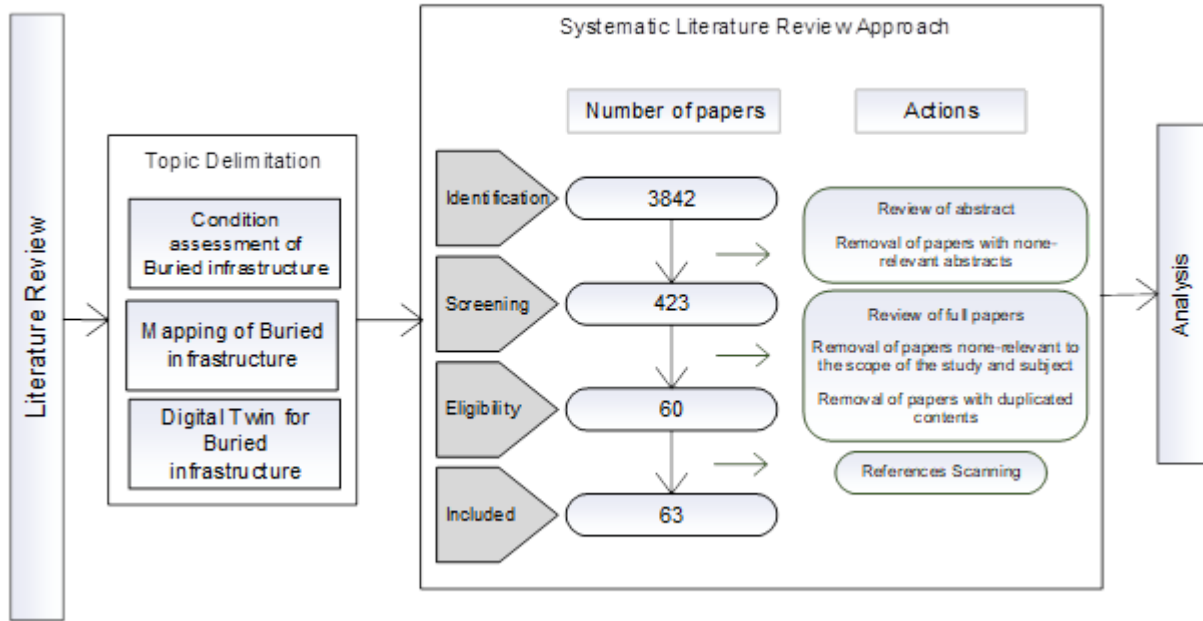 Literature Review
Topic Delimitation
Condition
assessment of
Buried infrastructure
Mapping of Buried
infrastructure
Digital Twin for
Buried
infrastructure
Systematic Literature Review Approach
Number of papers
Actions
Identification
3842
Review of abstract
Removal of papers with none-
relevant abstracts
Screening
423
Review of full papers
Removal of papers none-relevant to
the scope of the study and subject
Removal of papers with duplicated
contents
Eligibility
60
References Scanning
Included
63
Analysis